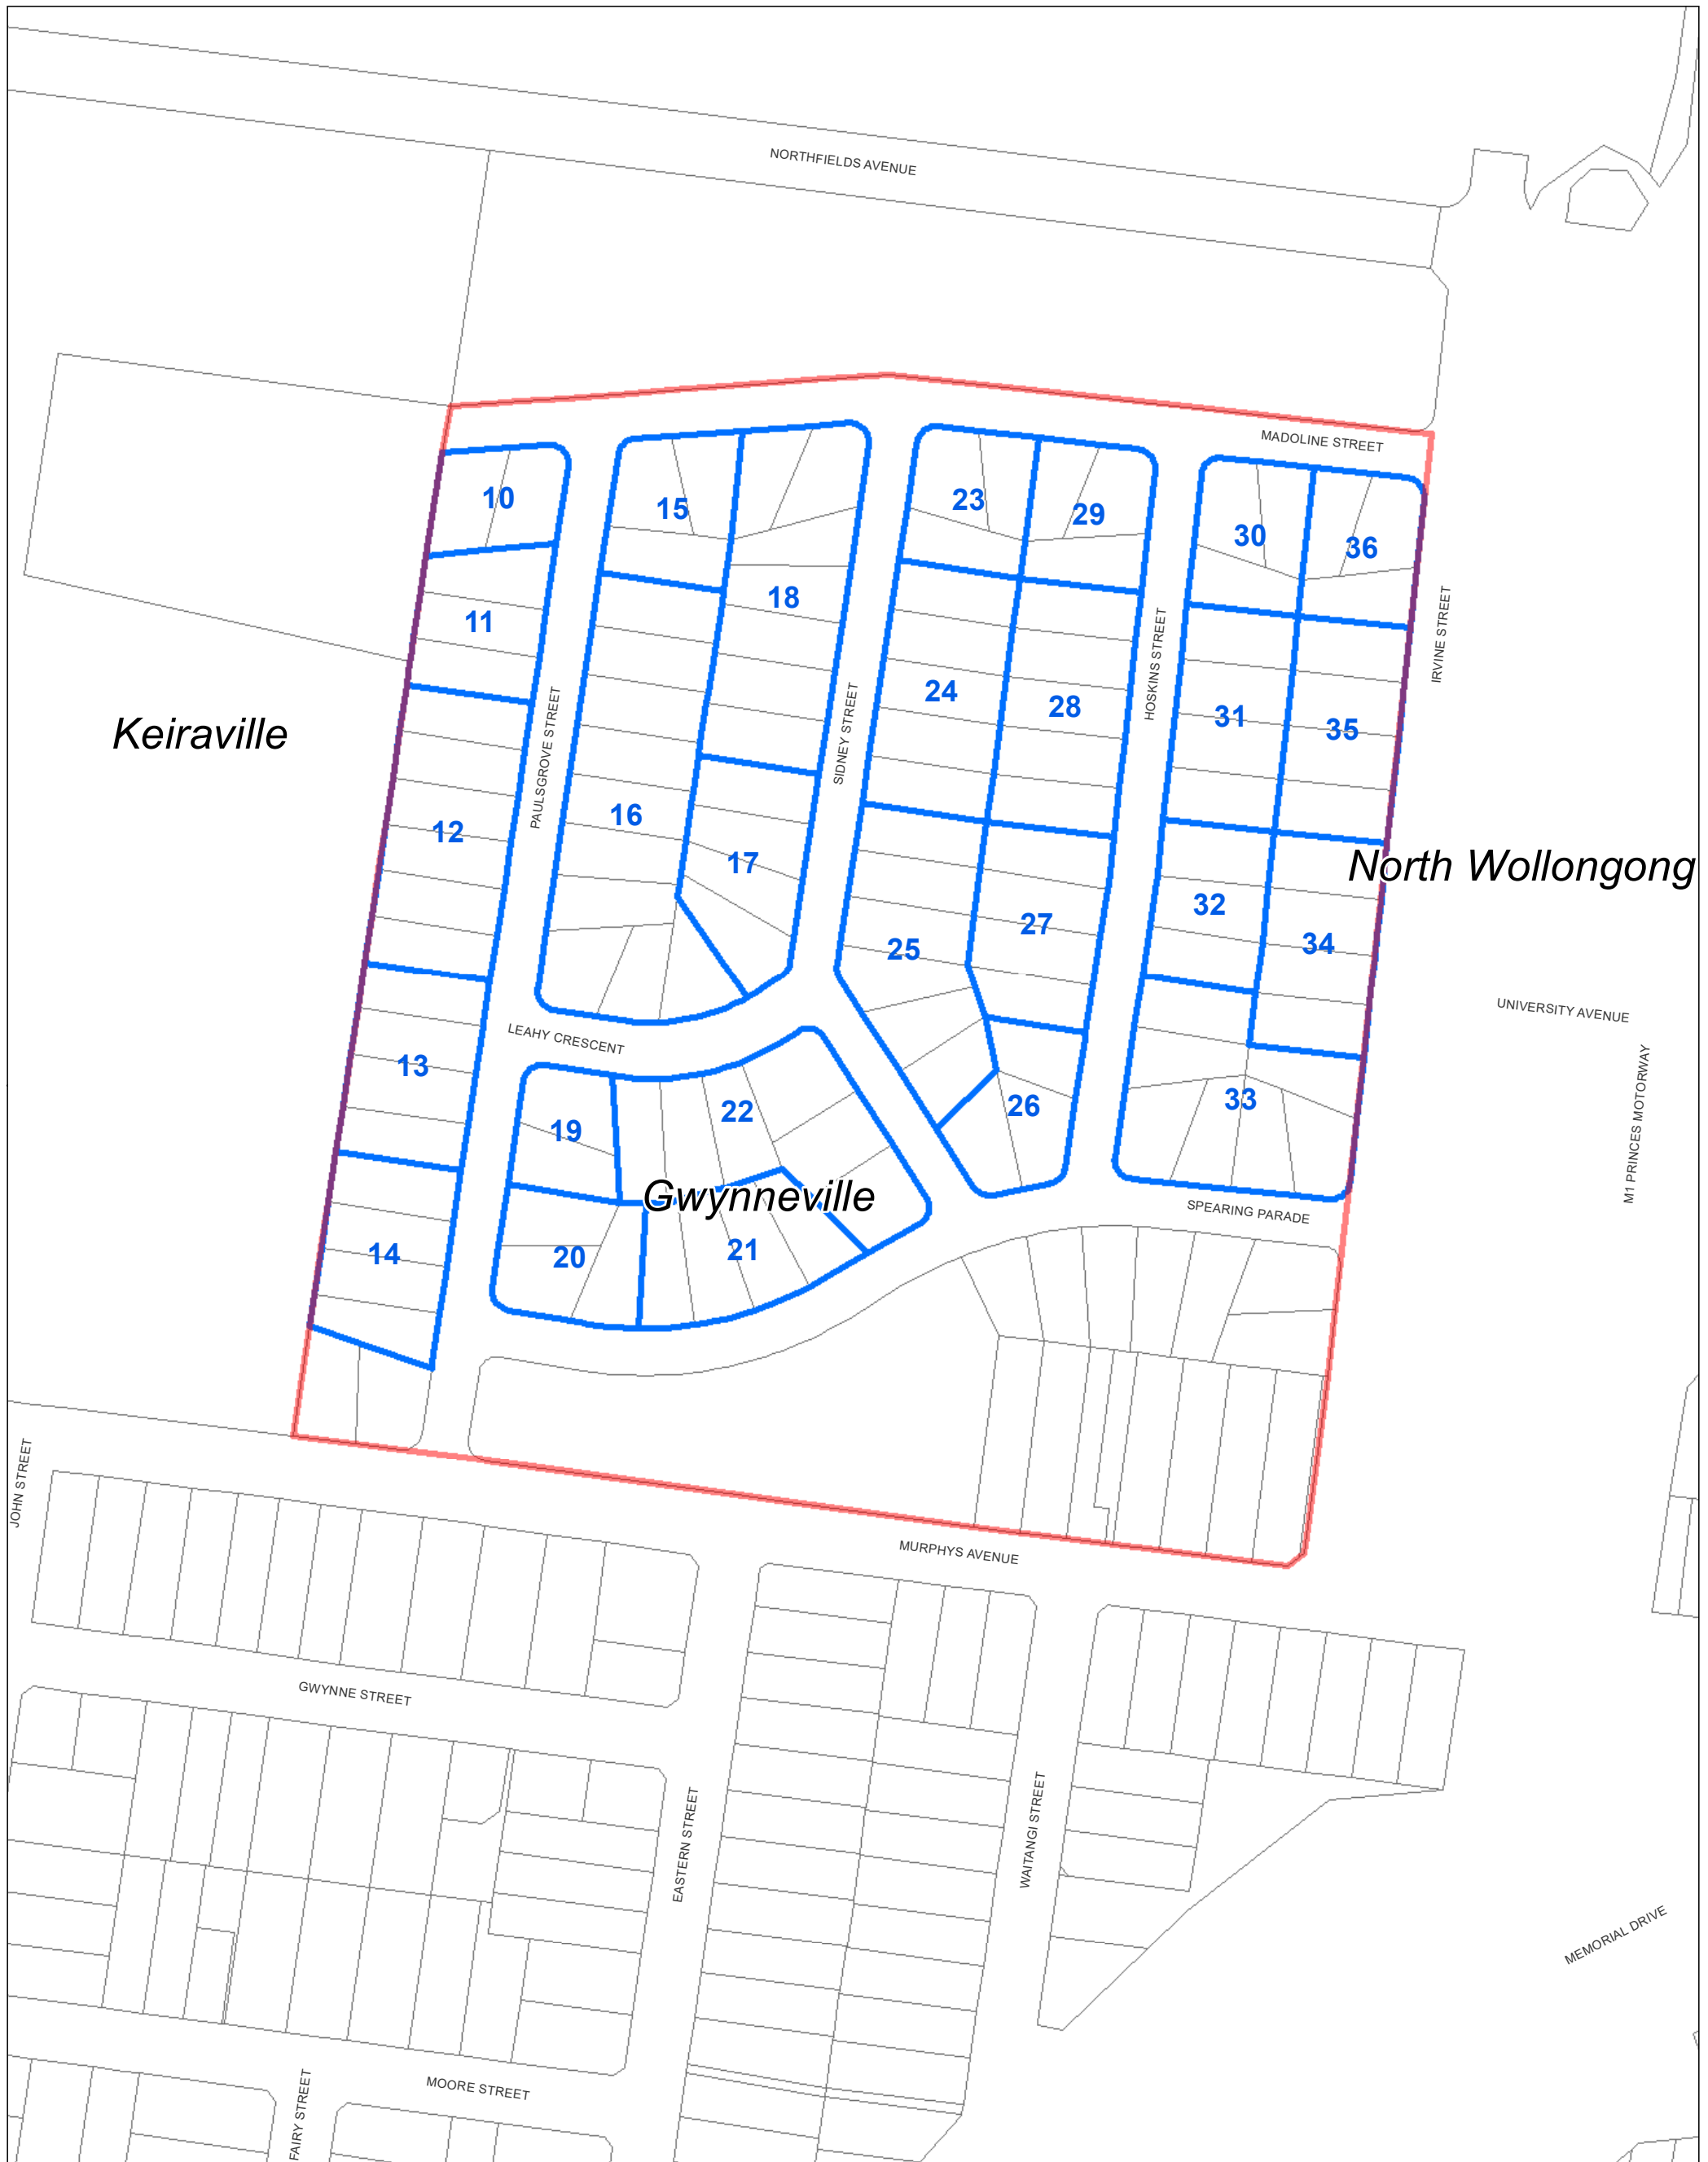 NORTHFIELDS AVENUE
MADOLINE STREET
10
15
23
29
30
36
11
18
IRVINE STREET
HOSKINS STREET
24
28
31
35
Keiraville
PAULSGROVE STREET
SIDNEY STREET
12
16
17
North Wollongong
32
25
27
34
UNIVERSITY AVENUE
LEAHY CRESCENT
13
M1 PRINCES MOTORWAY
19
22
26
33
Gwynneville
SPEARING PARADE
14
20
21
JOHN STREET
MURPHYS AVENUE
GWYNNE STREET
EASTERN STREET
WAITANGI STREET
MEMORIAL DRIVE
MOORE STREET
FAIRY STREET